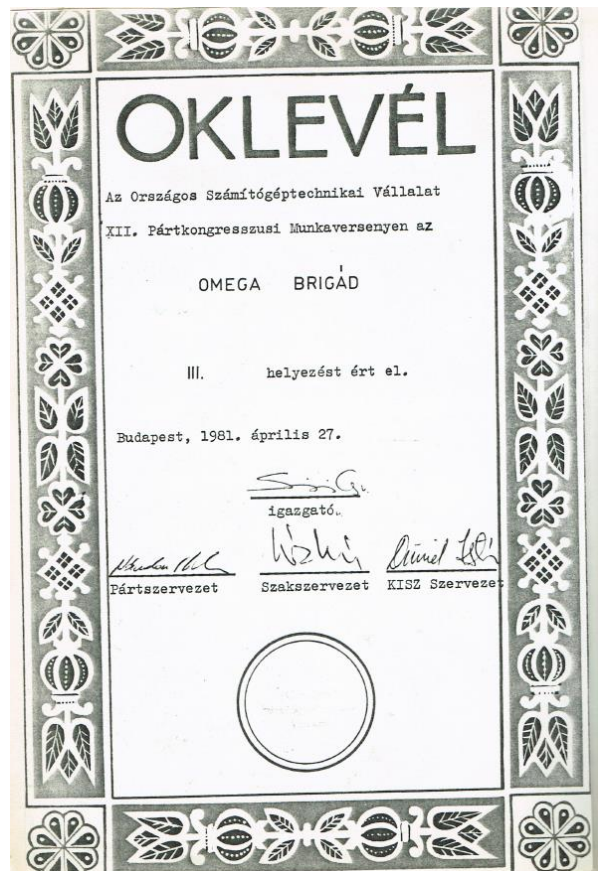 OKLEVÉL
Az Országos Számítógéptechnikai Vállalat
XII. Pártkongresszusi Munkaversenyen az
OMEGA BRIGÁD
III. helyezést ért el.
Budapest, 1981. április 27.
igazgató.
Pártszervezet Szakszervezet KISZ Szervezet